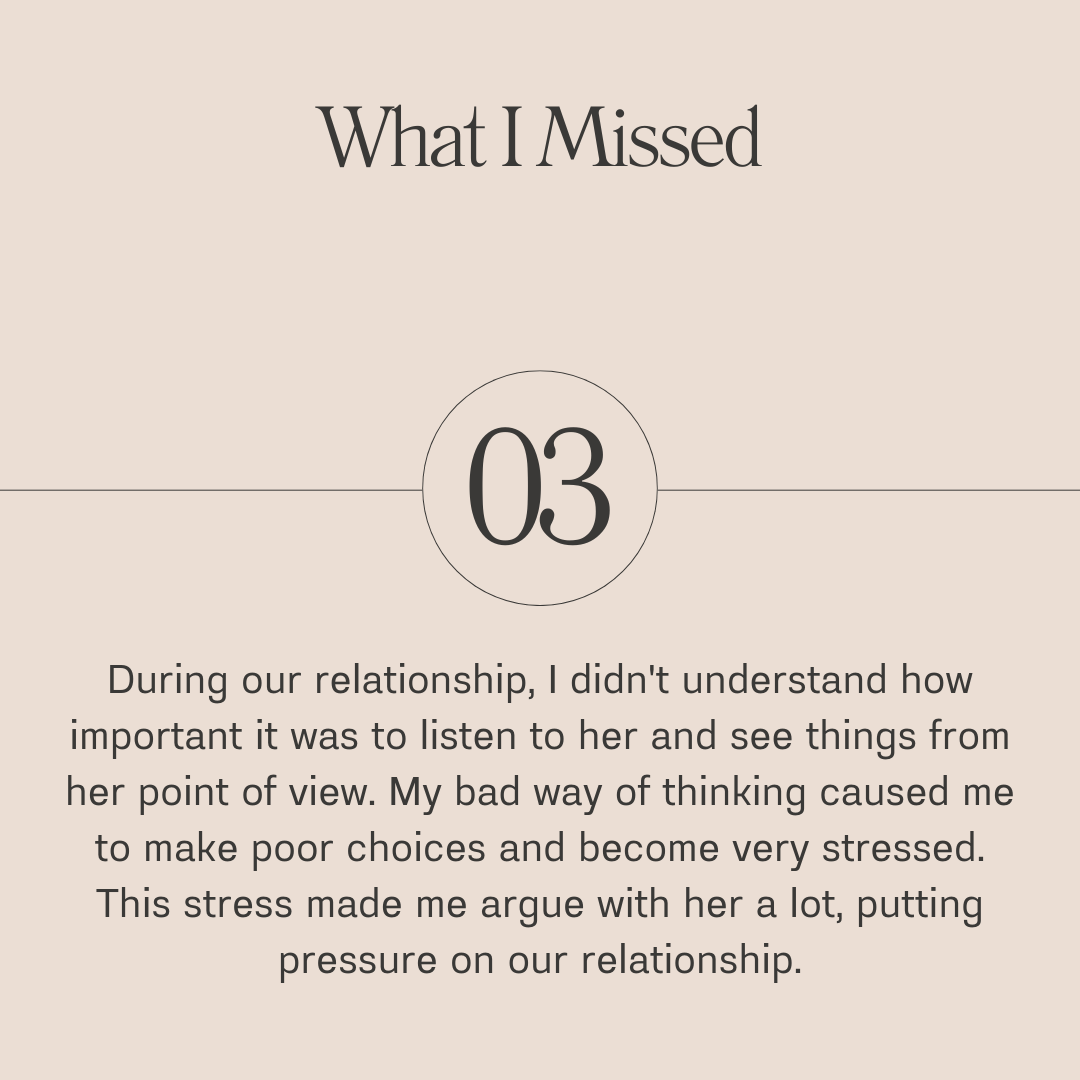 What I Missed
03
During our relationship, I didn't understand how
important it was to listen to her and see things from
her point of view. My bad way of thinking caused me
to make poor choices and become very stressed.
This stress made me argue with her a lot, putting
pressure on our relationship.